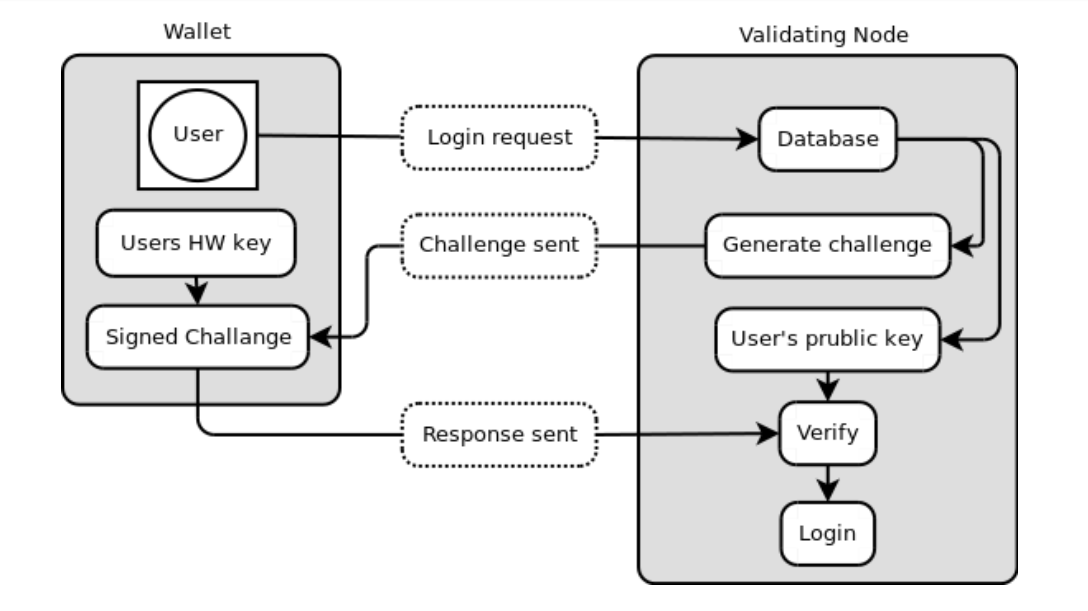 Wallet
Validating Node
User
Login request
Database
Users HW key
Challenge sent
Generate challenge
Signed Challange
User's prublic key
Response sent
Verify
Login